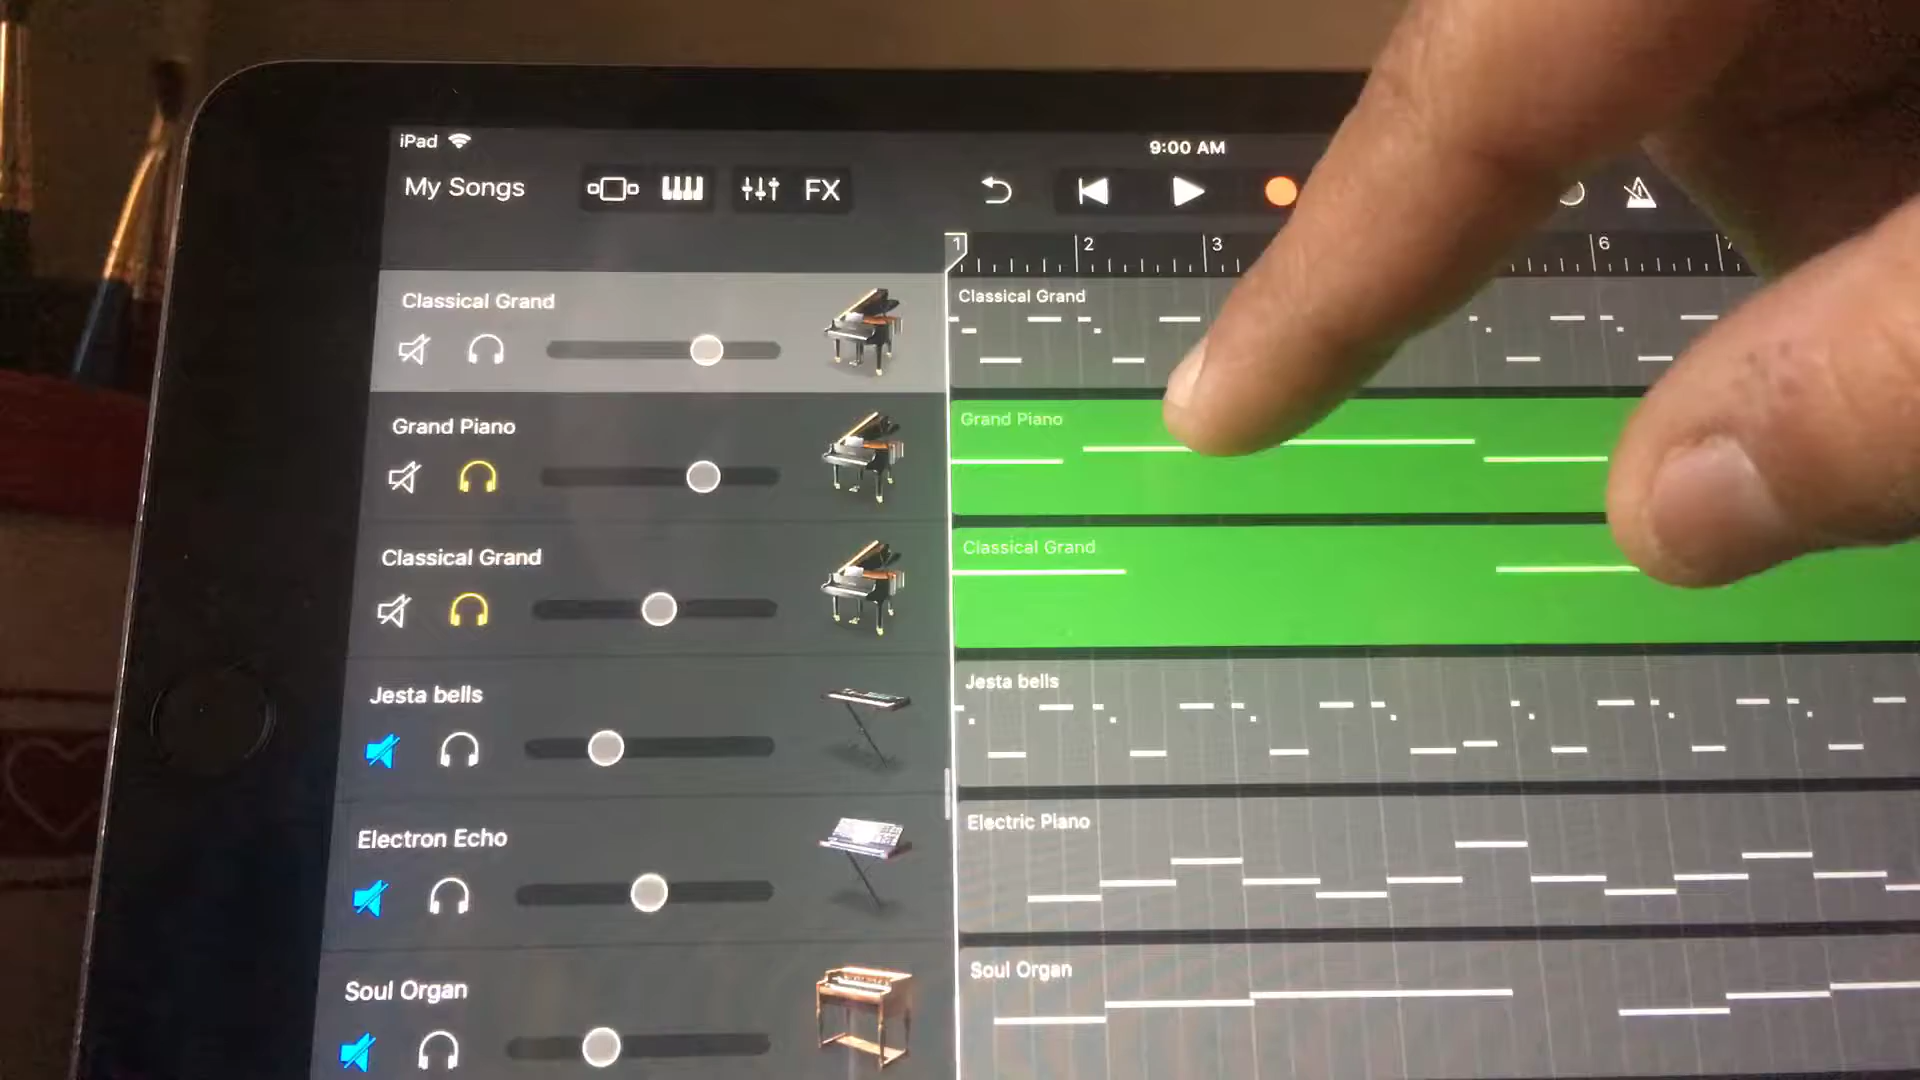 iPad
9:00 AM
My Songs
FX
1 2 3 6 7
Classical Grand
Classical Grand
Grand Piano
Grand Piano
Classical Grand
Classical Grand
Jesta bells
Jesta bells
Electron Echo
Electric Piano
Soul Organ
Soul Organ